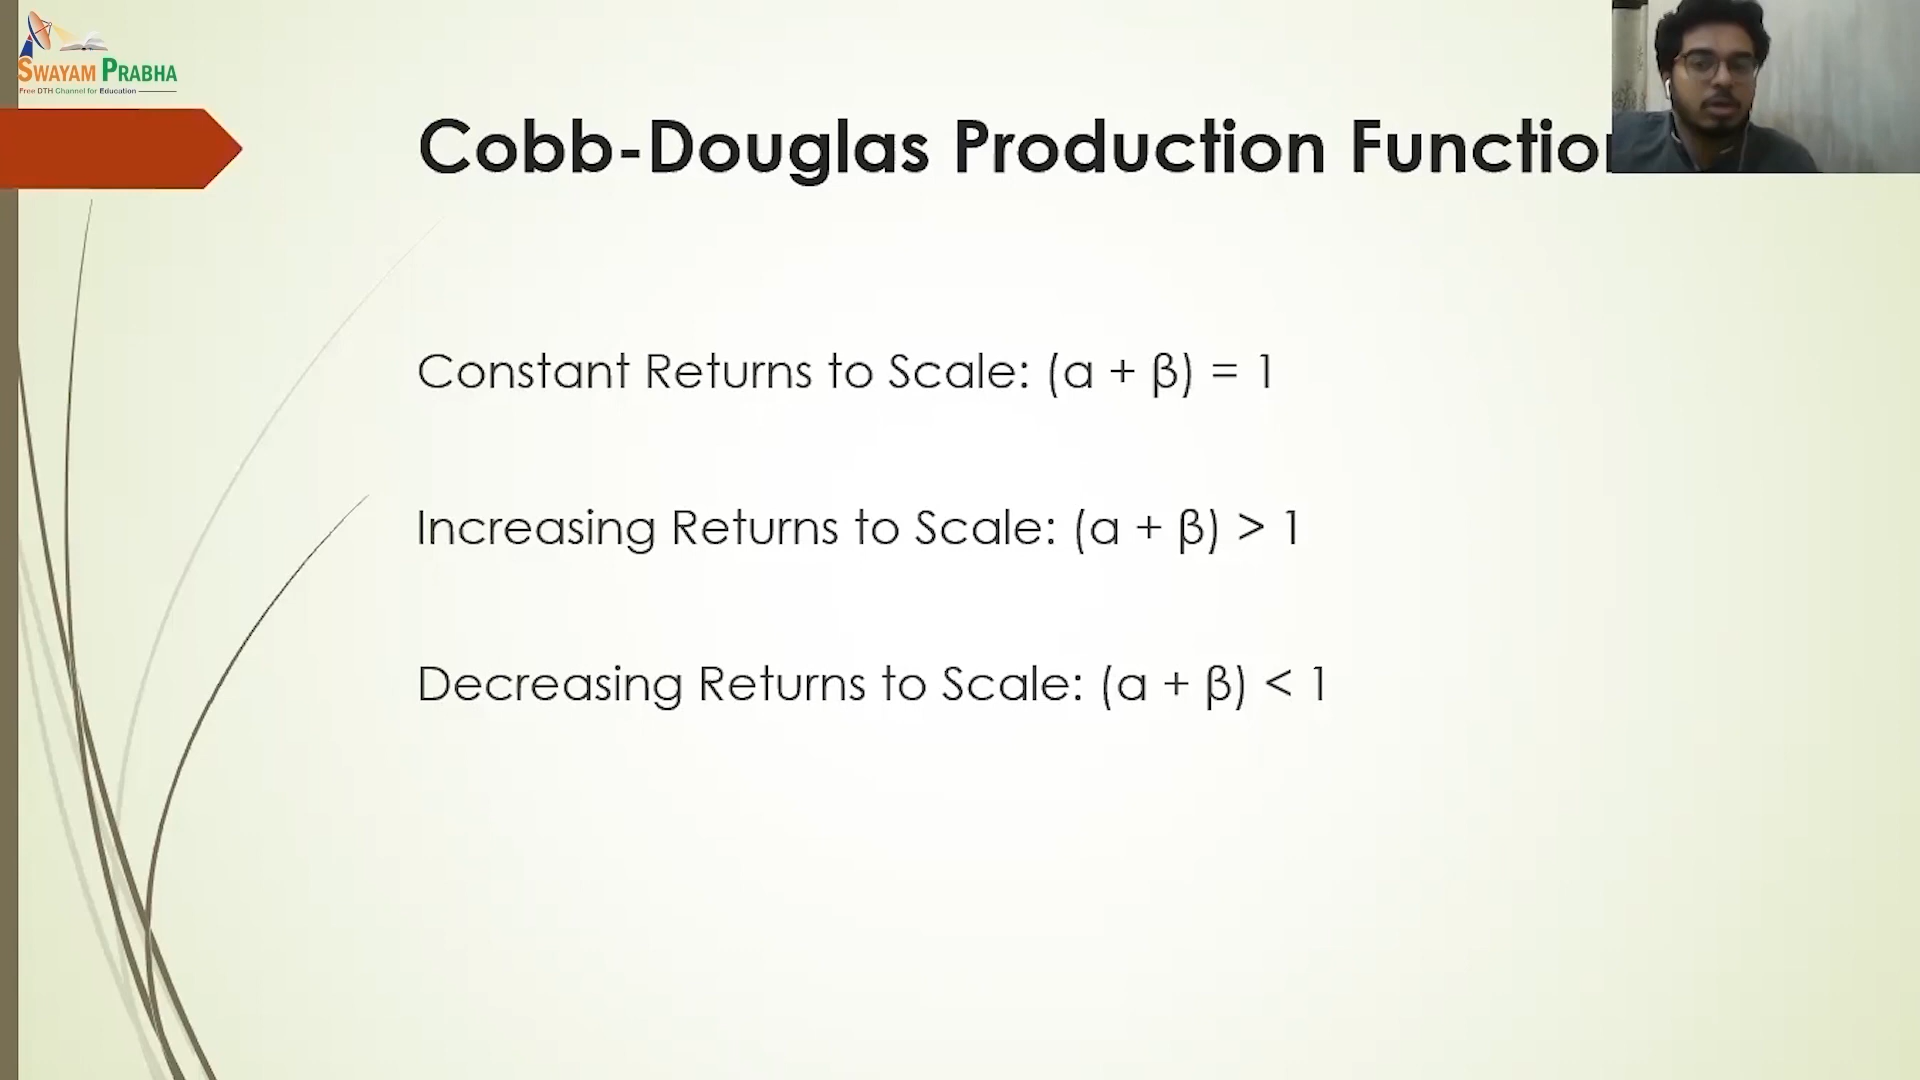 SWAYAM PRABHA
Free DTH Channel for Education
Cobb-Douglas Production Function
Constant Returns to Scale: (α + β) = 1
Increasing Returns to Scale: (α + β) > 1
Decreasing Returns to Scale: (α + β) < 1